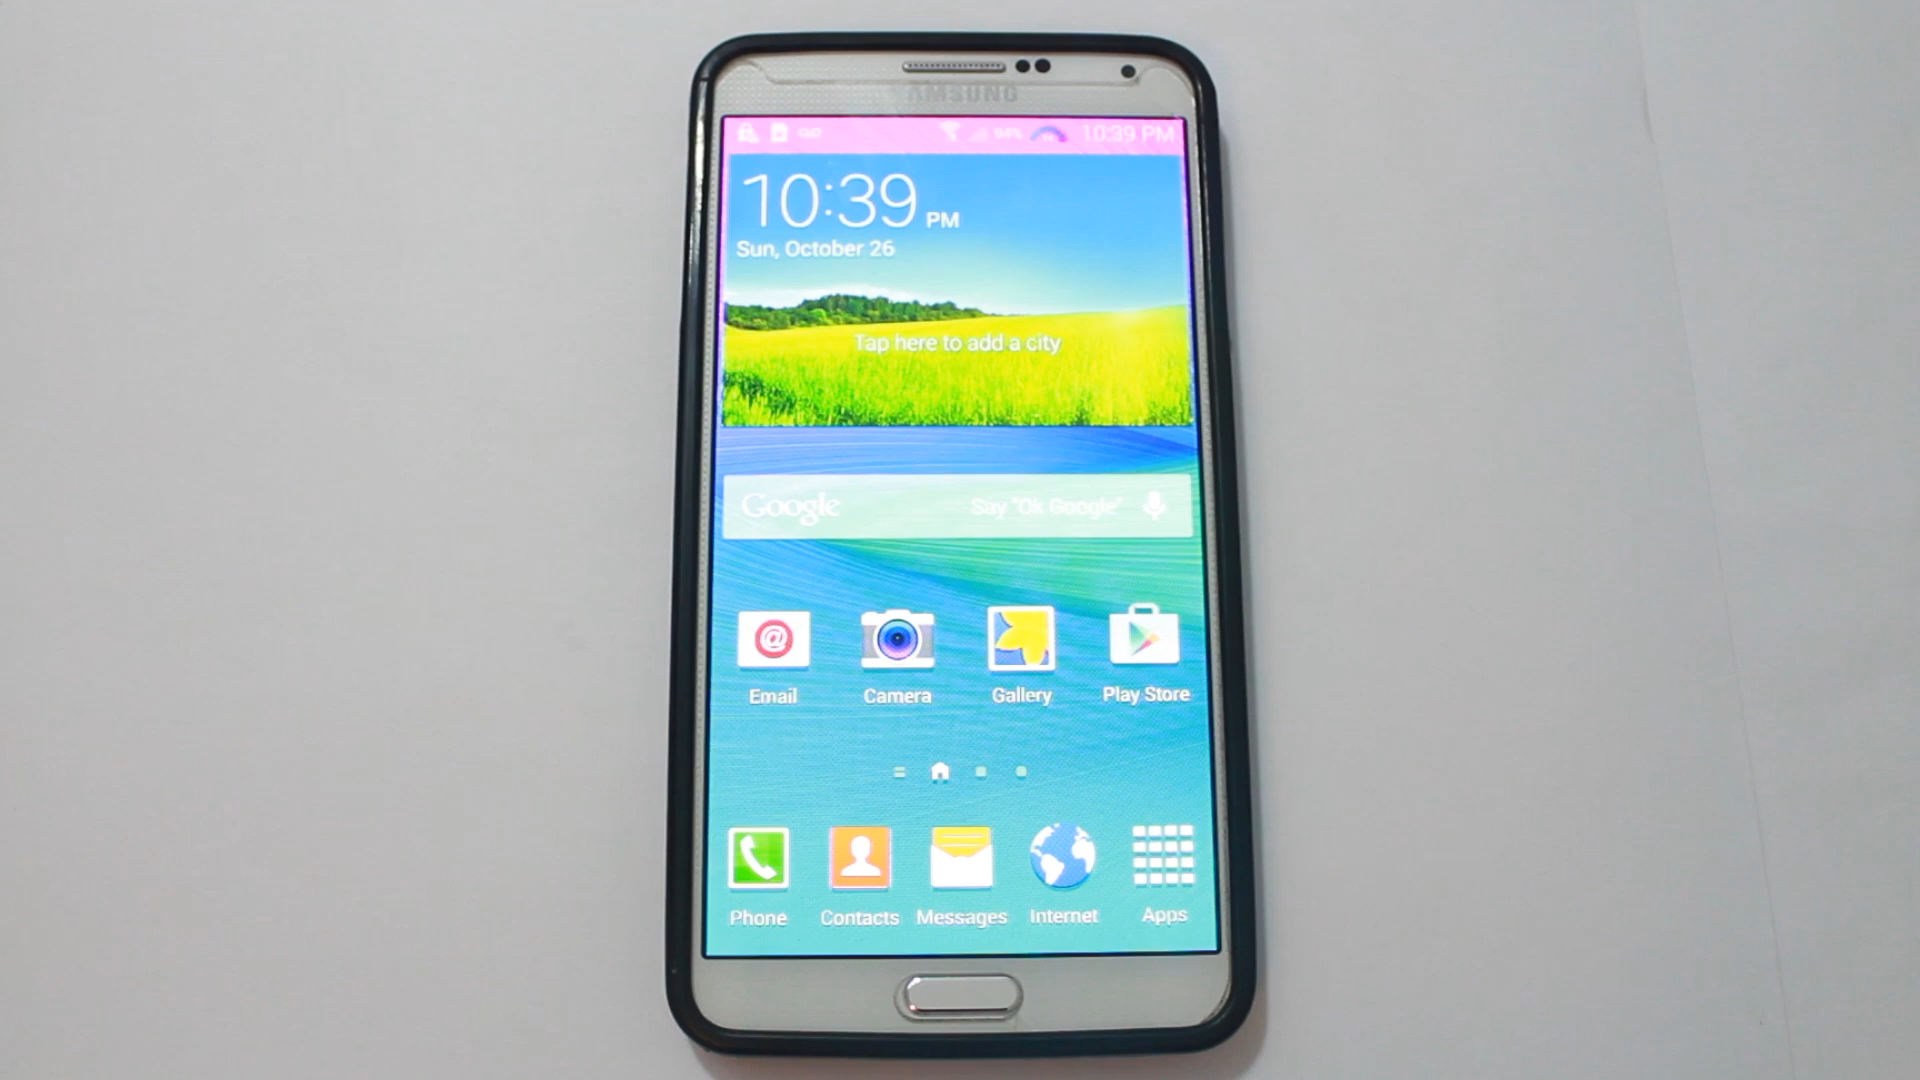 SAMSUNG
94% 10:39 PM
10:39 PM
Sun, October 26
Tap here to add a city
Google Say "Ok Google"
@
Email Camera Gallery Play Store
Phone Contacts Messages Internet Apps